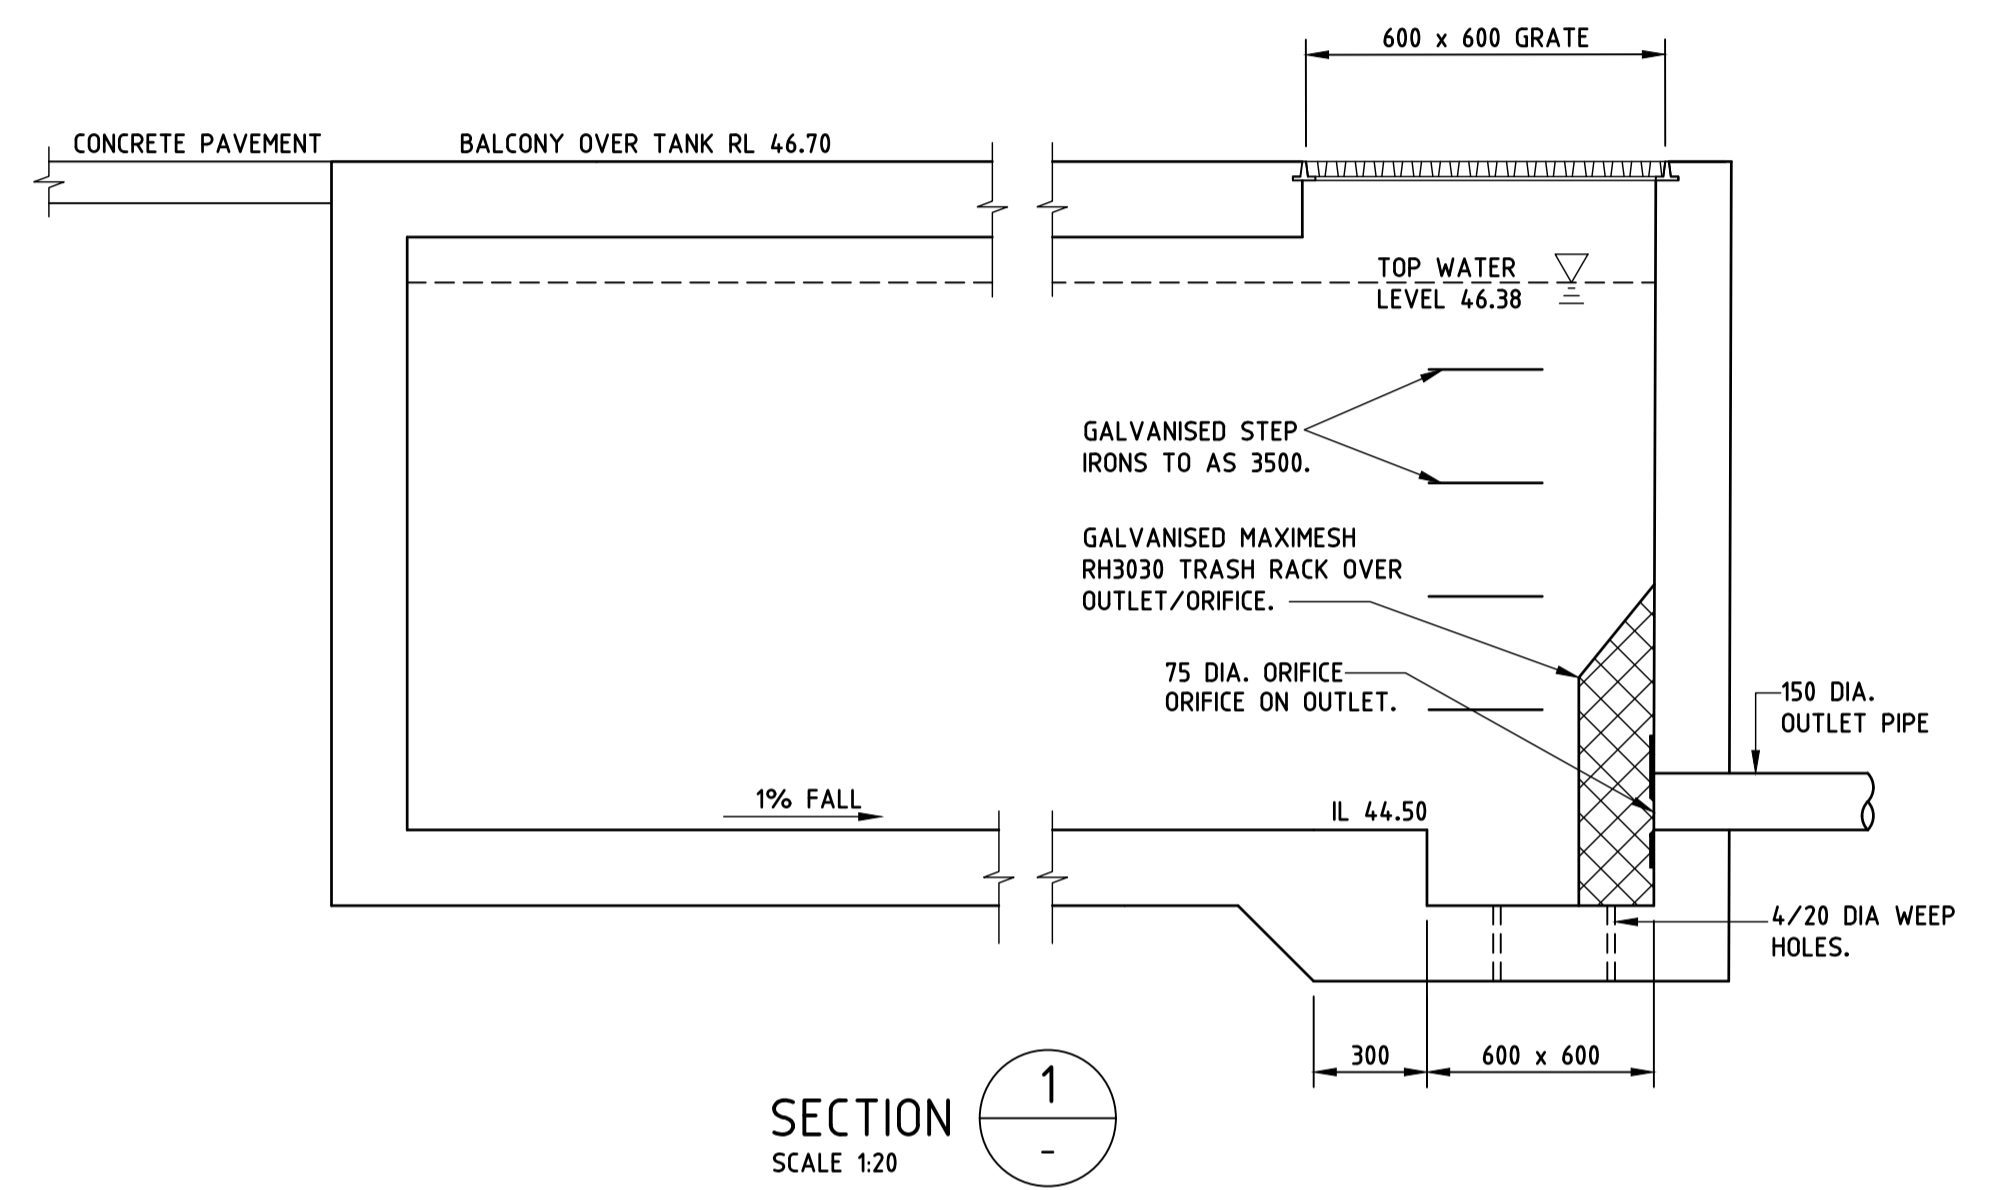 600 x 600 GRATE
CONCRETE PAVEMENT
BALCONY OVER TANK RL 46.70
TOP WATER
LEVEL 46.38
GALVANISED STEP
IRONS TO AS 3500.
GALVANISED MAXIMESH
RH3030 TRASH RACK OVER
OUTLET/ORIFICE.
75 DIA. ORIFICE
ORIFICE ON OUTLET.
150 DIA.
OUTLET PIPE
1% FALL
IL 44.50
4/20 DIA WEEP
HOLES.
300
600 x 600
SECTION
SCALE 1:20
1
-